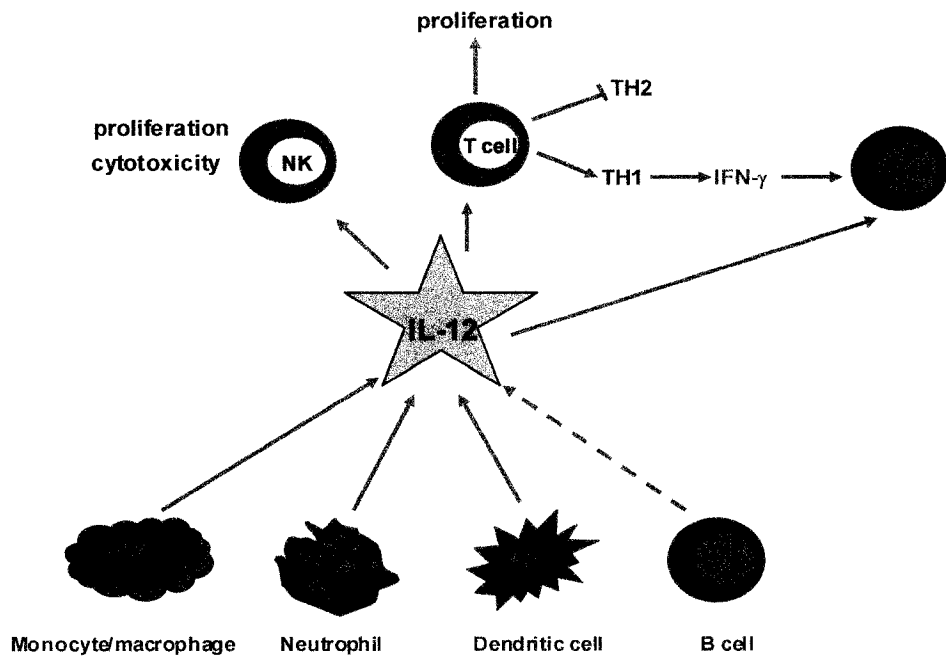 proliferation
TH2
proliferation
cytotoxicity
NK
T cell
TH1
IFN-γ
IL-12
Monocyte/macrophage
Neutrophil
Dendritic cell
B cell